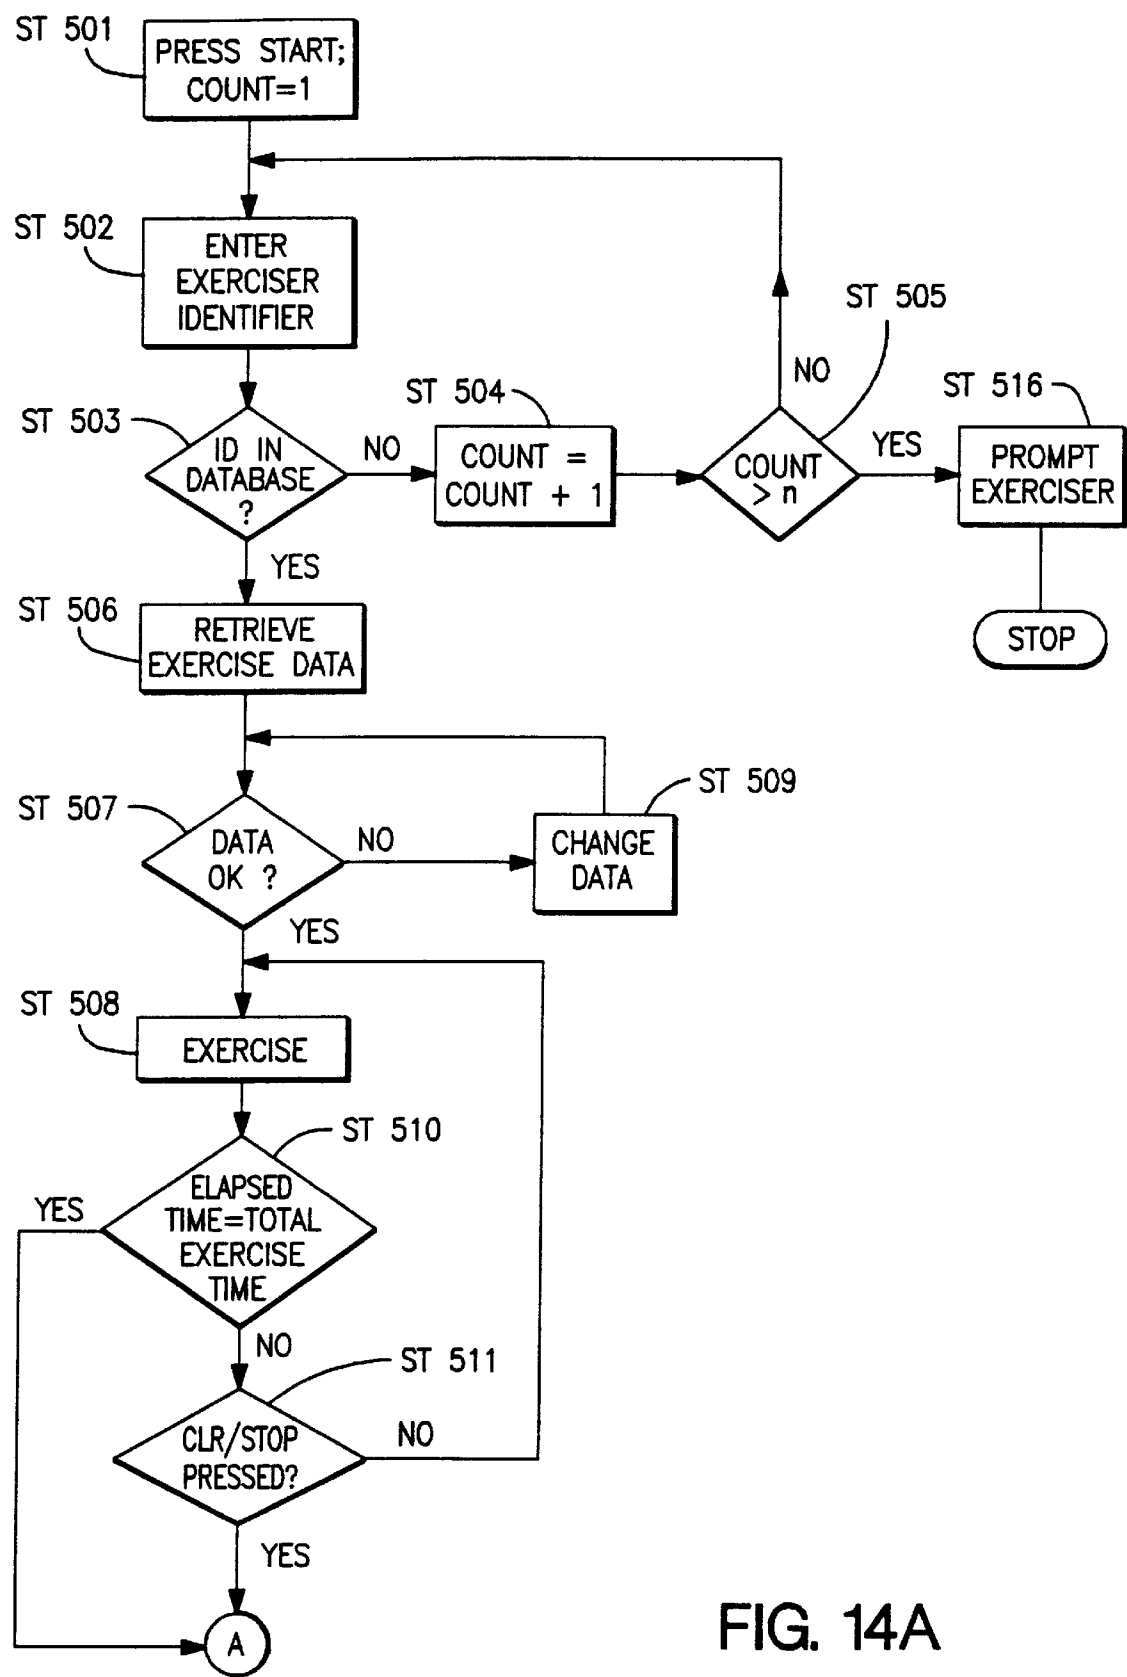 ST 501
PRESS START;
COUNT=1
ST 502
ENTER
EXERCISER
IDENTIFIER
ST 505
NO
ST 503
ID IN
DATABASE
?
NO
ST 504
COUNT =
COUNT + 1
COUNT
> n
YES
ST 516
PROMPT
EXERCISER
STOP
YES
ST 506
RETRIEVE
EXERCISE DATA
ST 507
DATA
OK ?
NO
ST 509
CHANGE
DATA
YES
ST 508
EXERCISE
ST 510
ELAPSED
TIME=TOTAL
EXERCISE
TIME
YES
NO
ST 511
CLR/STOP
PRESSED?
NO
YES
A
FIG. 14A